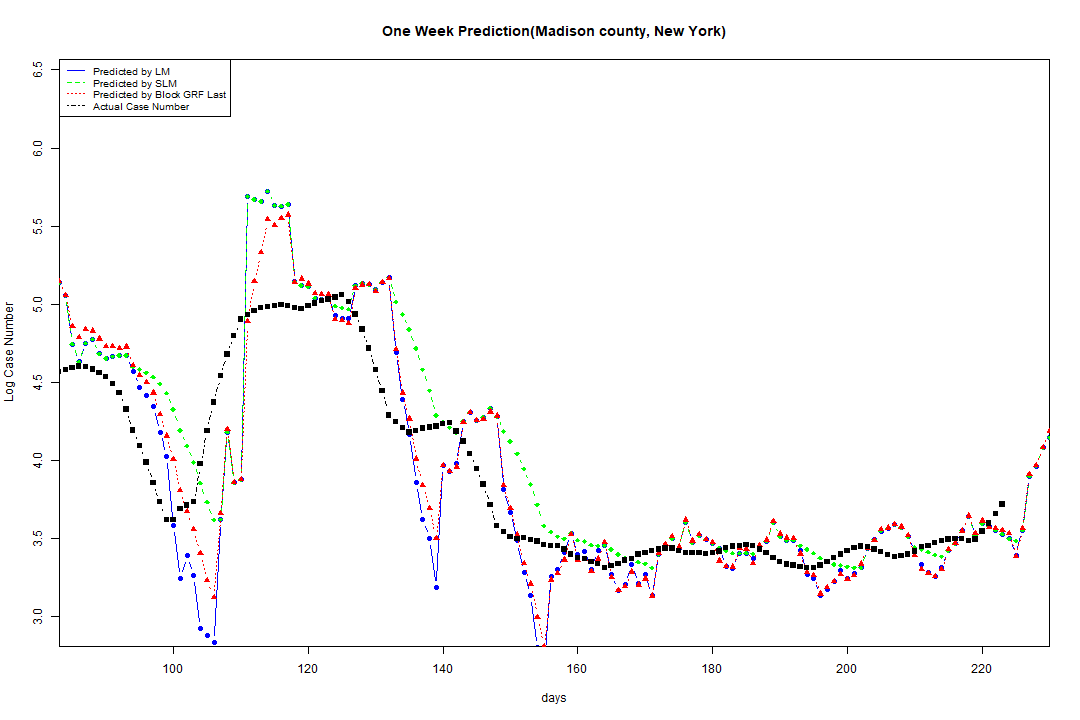 One Week Prediction(Madison county, New York)
Predicted by LM
Predicted by SLM
Predicted by Block GRF Last
Actual Case Number
6.5
6.0
5.5
5.0
4.5
4.0
3.5
3.0
Log Case Number
100 120 140 160 180 200 220
days